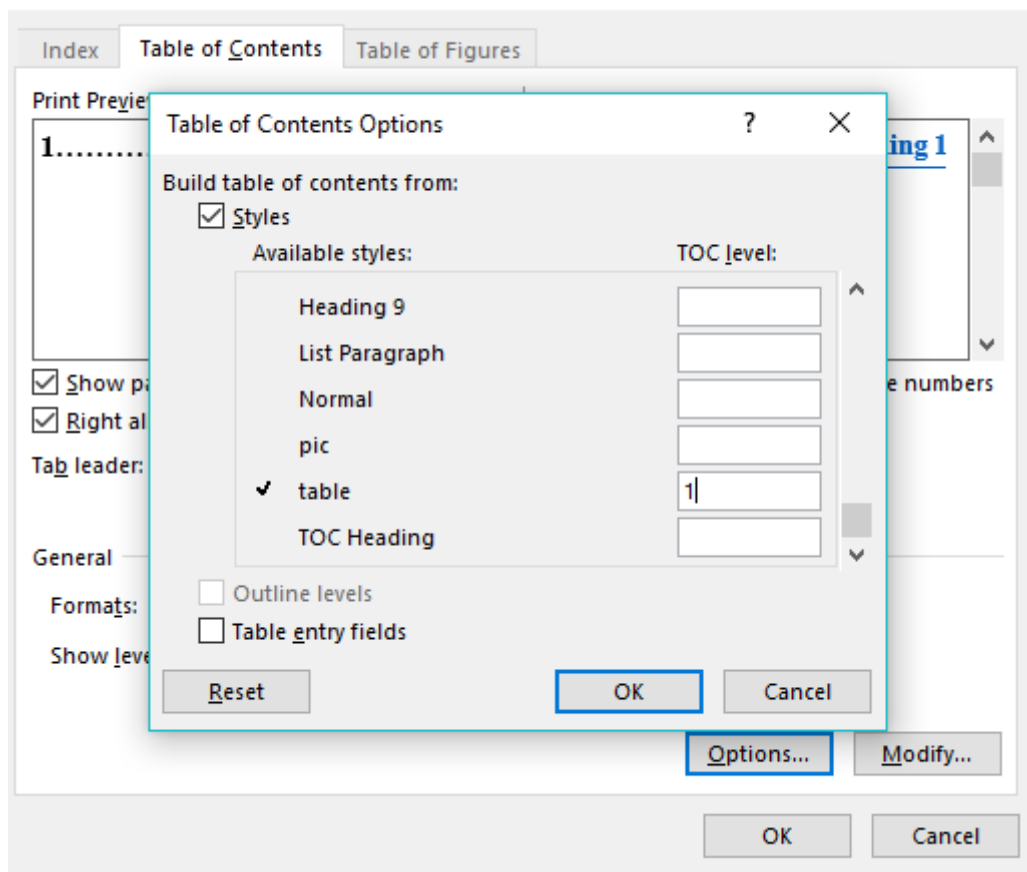 Index Table of Contents Table of Figures
Print Previe
1.......... ing 1
Table of Contents Options ?
Build table of contents from:
Styles
Available styles: TOC level:
Heading 9
List Paragraph
Normal
pic
table 1
TOC Heading
Outline levels
Table entry fields
Reset OK Cancel
Show pa e numbers
Right al
Tab leader:
General
Formats:
Show leve
Options... Modify...
OK Cancel